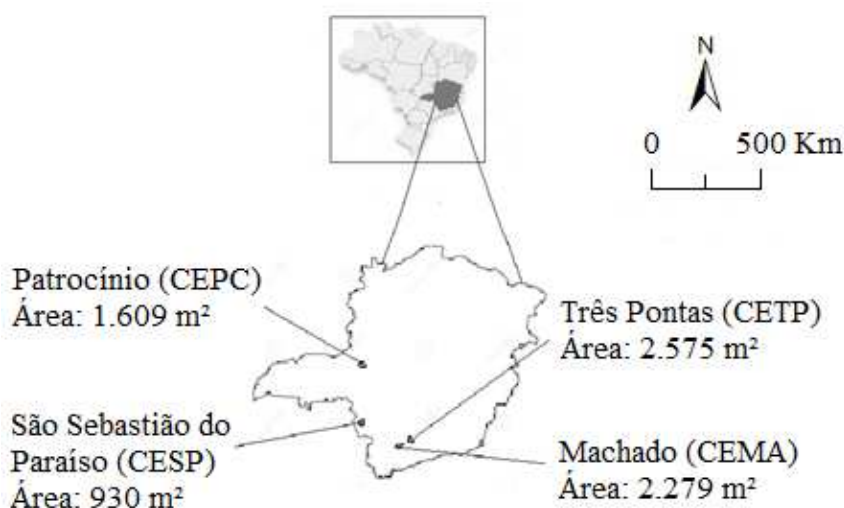 N
0 500 Km
Patrocínio (CEPC)
Área: 1.609 m²
Três Pontas (CETP)
Área: 2.575 m²
São Sebastião do
Paraíso (CESP)
Área: 930 m²
Machado (CEMA)
Área: 2.279 m²